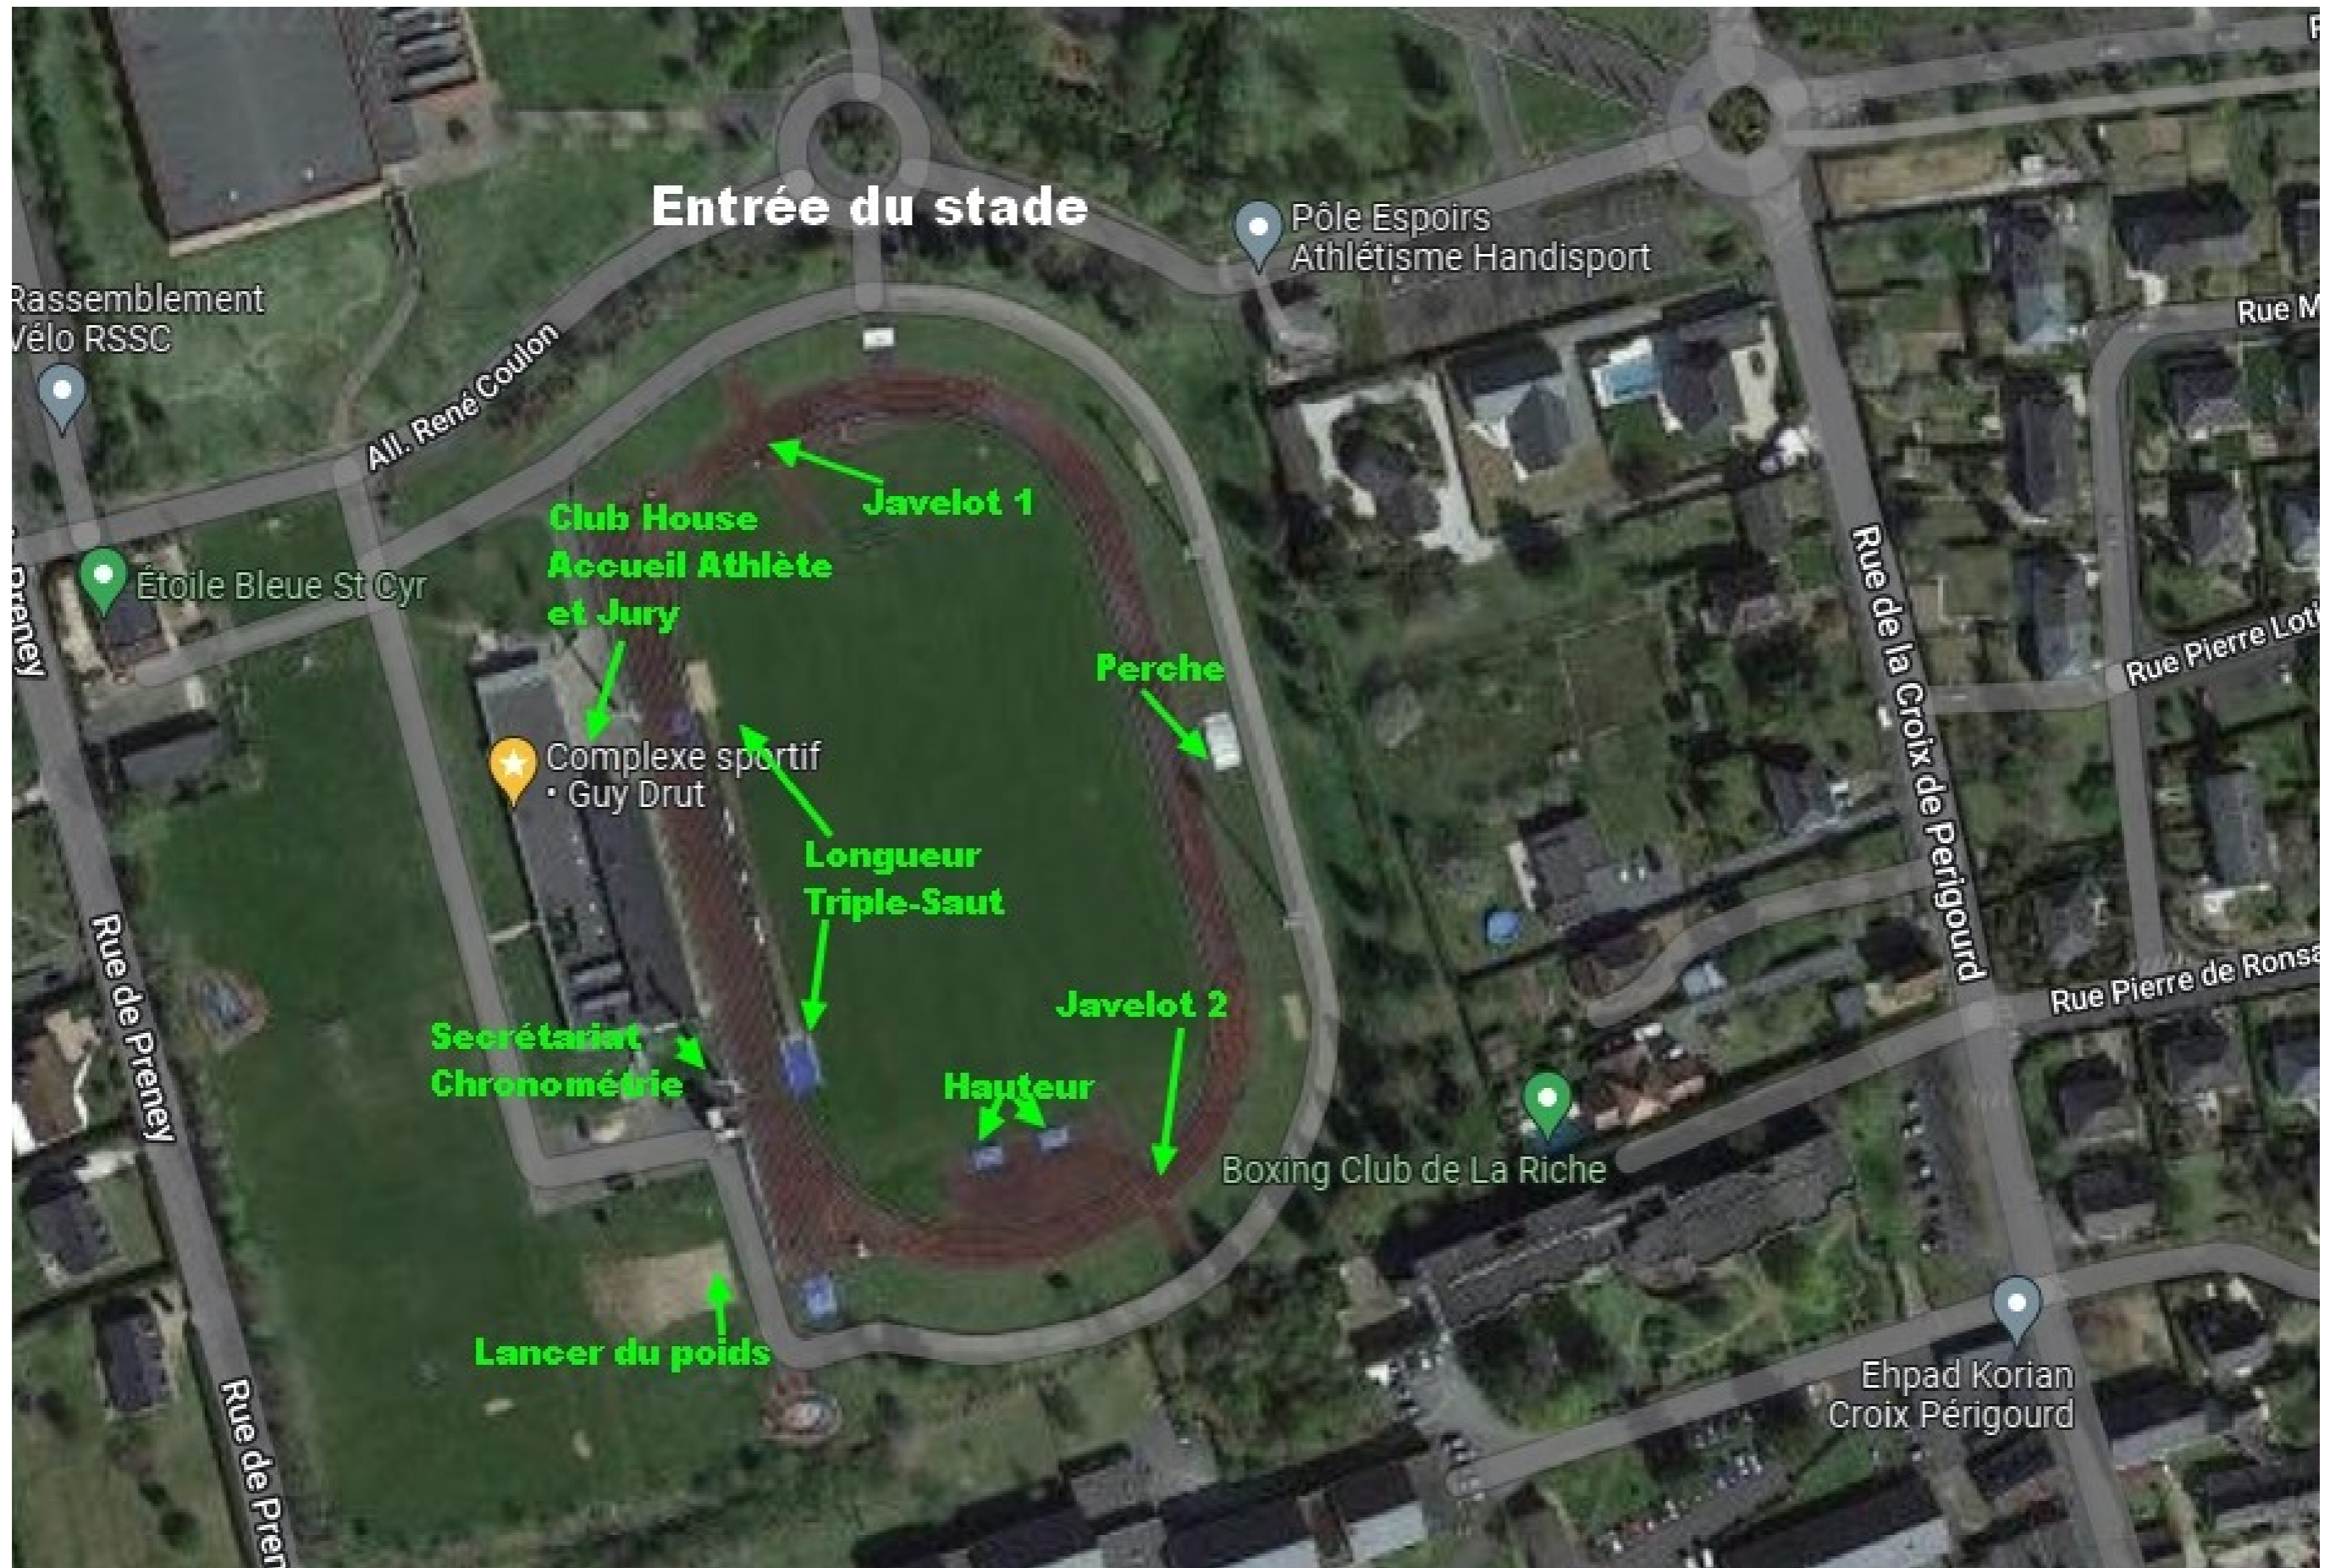 Entrée du stade
Pôle Espoirs
Athlétisme Handisport
Rassemblement
Vélo RSSC
Rue M
All. René Coulon
Javelot 1
Club House
Accueil Athlète
et Jury
Étoile Bleue St Cyr
Preney
Perche
Rue Pierre Loti
Rue de la Croix de Perigourd
Complexe sportif
• Guy Drut
Longueur
Triple-Saut
Rue de Preney
Rue Pierre de Ronsa
Javelot 2
Secrétariat
Chronométrie
Hauteur
Boxing Club de La Riche
Lancer du poids
Ehpad Korian
Croix Périgourd
Rue de Pren